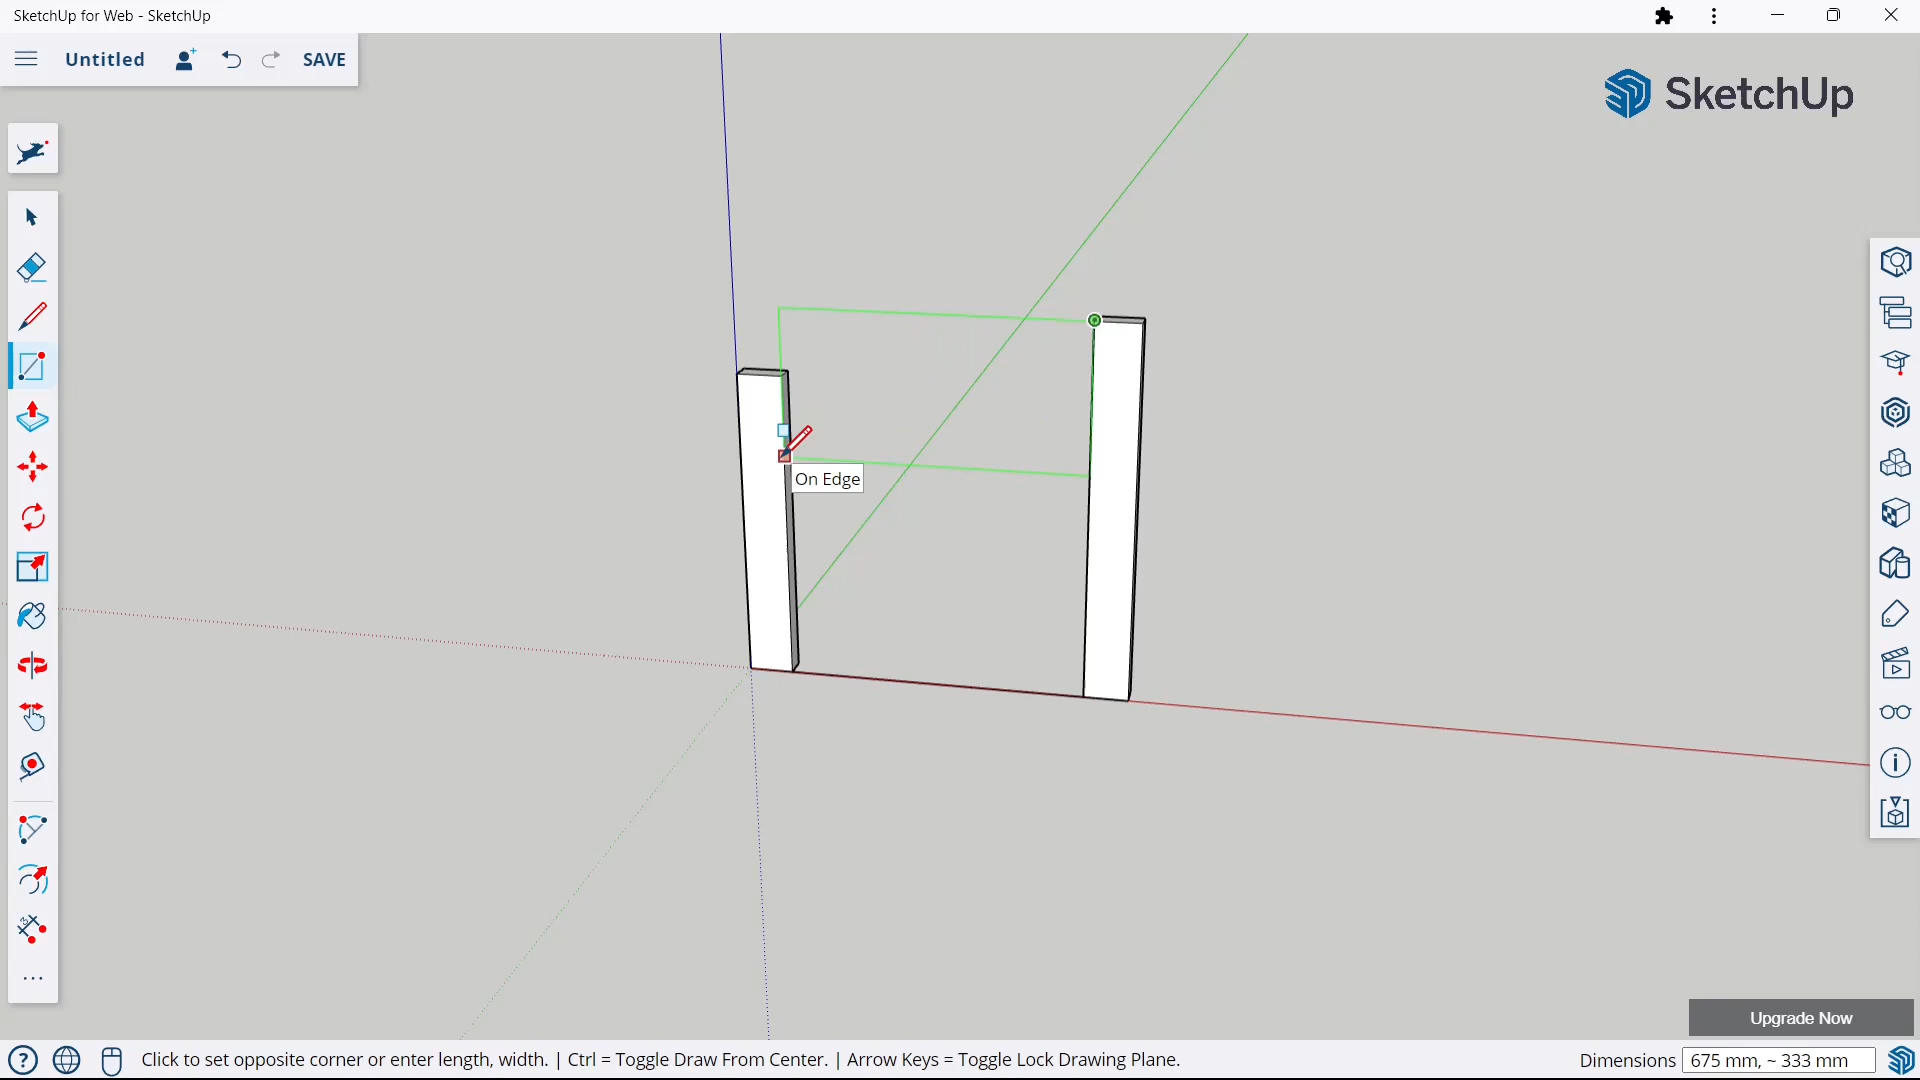 SketchUp for Web - SketchUp
Untitled
SAVE
SketchUp
On Edge
Upgrade Now
Click to set opposite corner or enter length, width. | Ctrl = Toggle Draw From Center. | Arrow Keys = Toggle Lock Drawing Plane.
Dimensions 675 mm, ~ 333 mm